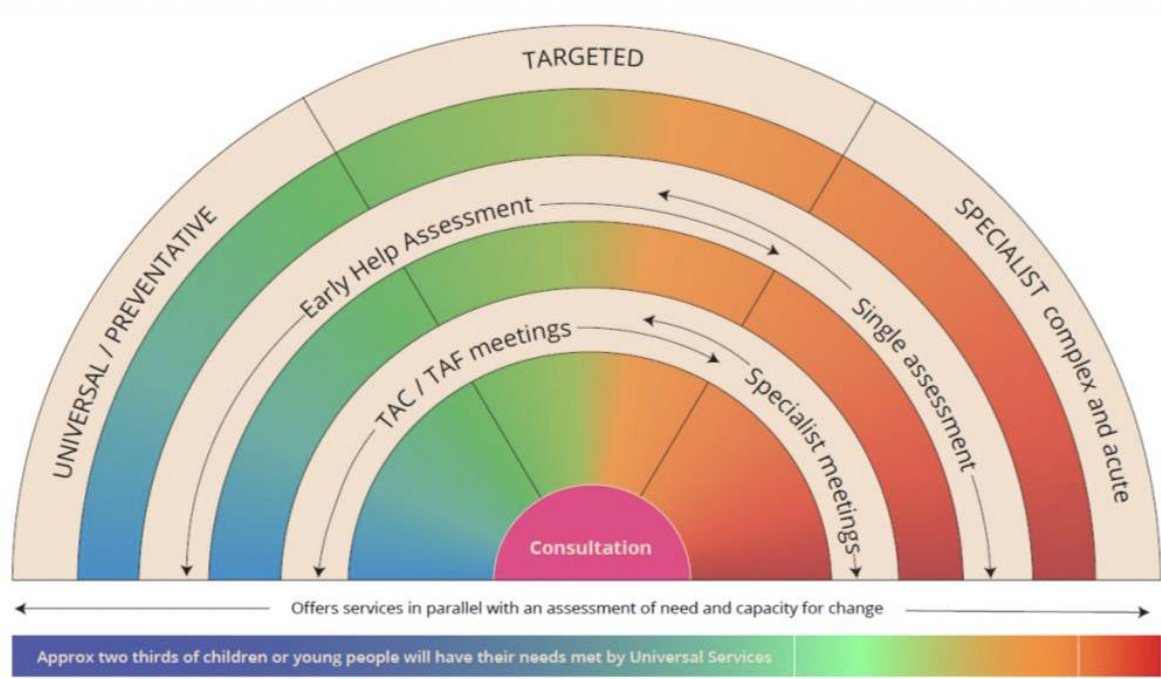 TARGETED
UNIVERSAL / PREVENTATIVE
SPECIALIST complex and acute
Early Help Assessment
Single assessment
TAC / TAF meetings
Specialist meetings
Consultation
Offers services in parallel with an assessment of need and capacity for change
Approx two thirds of children or young people will have their needs met by Universal Services